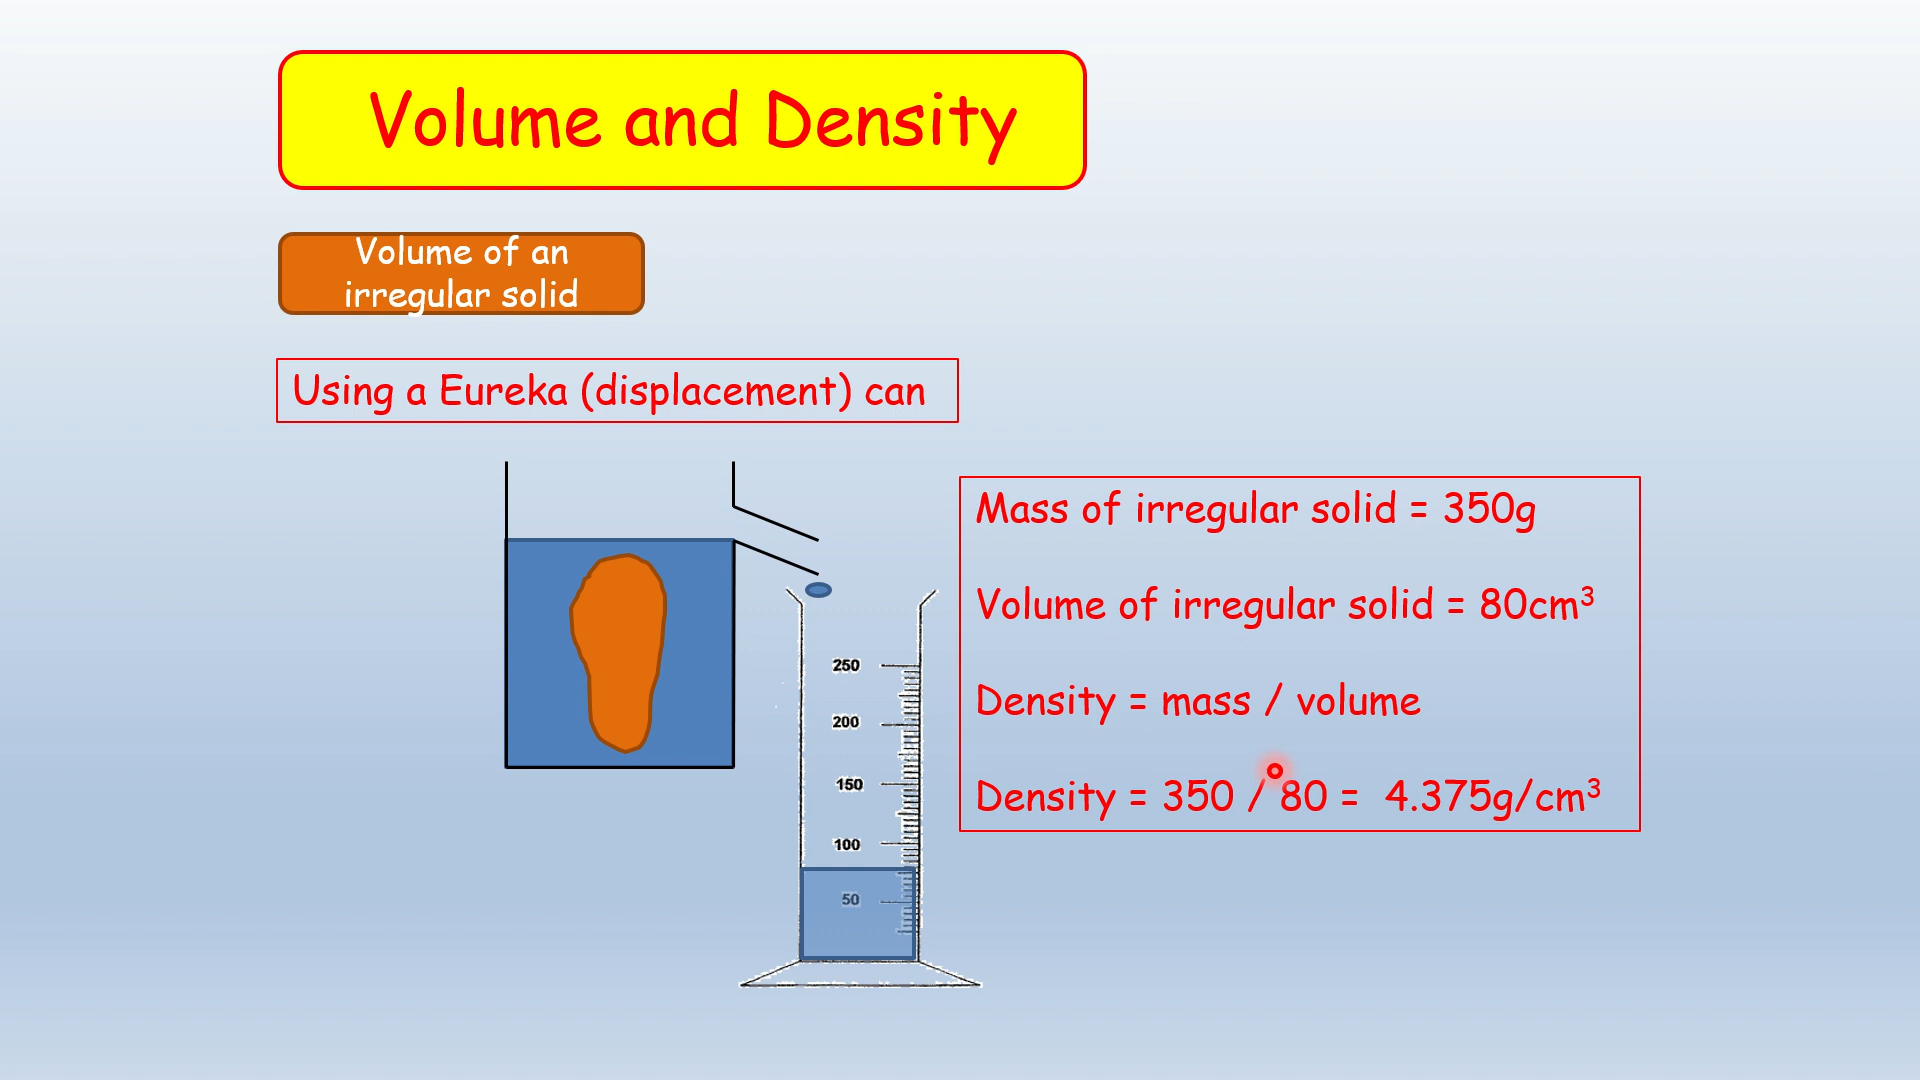 Volume and Density
Volume of an
irregular solid
Using a Eureka (displacement) can
Mass of irregular solid = 350g
Volume of irregular solid = 80cm³
Density = mass / volume
Density = 350 / 80 = 4.375g/cm³
250
200
150
100
50